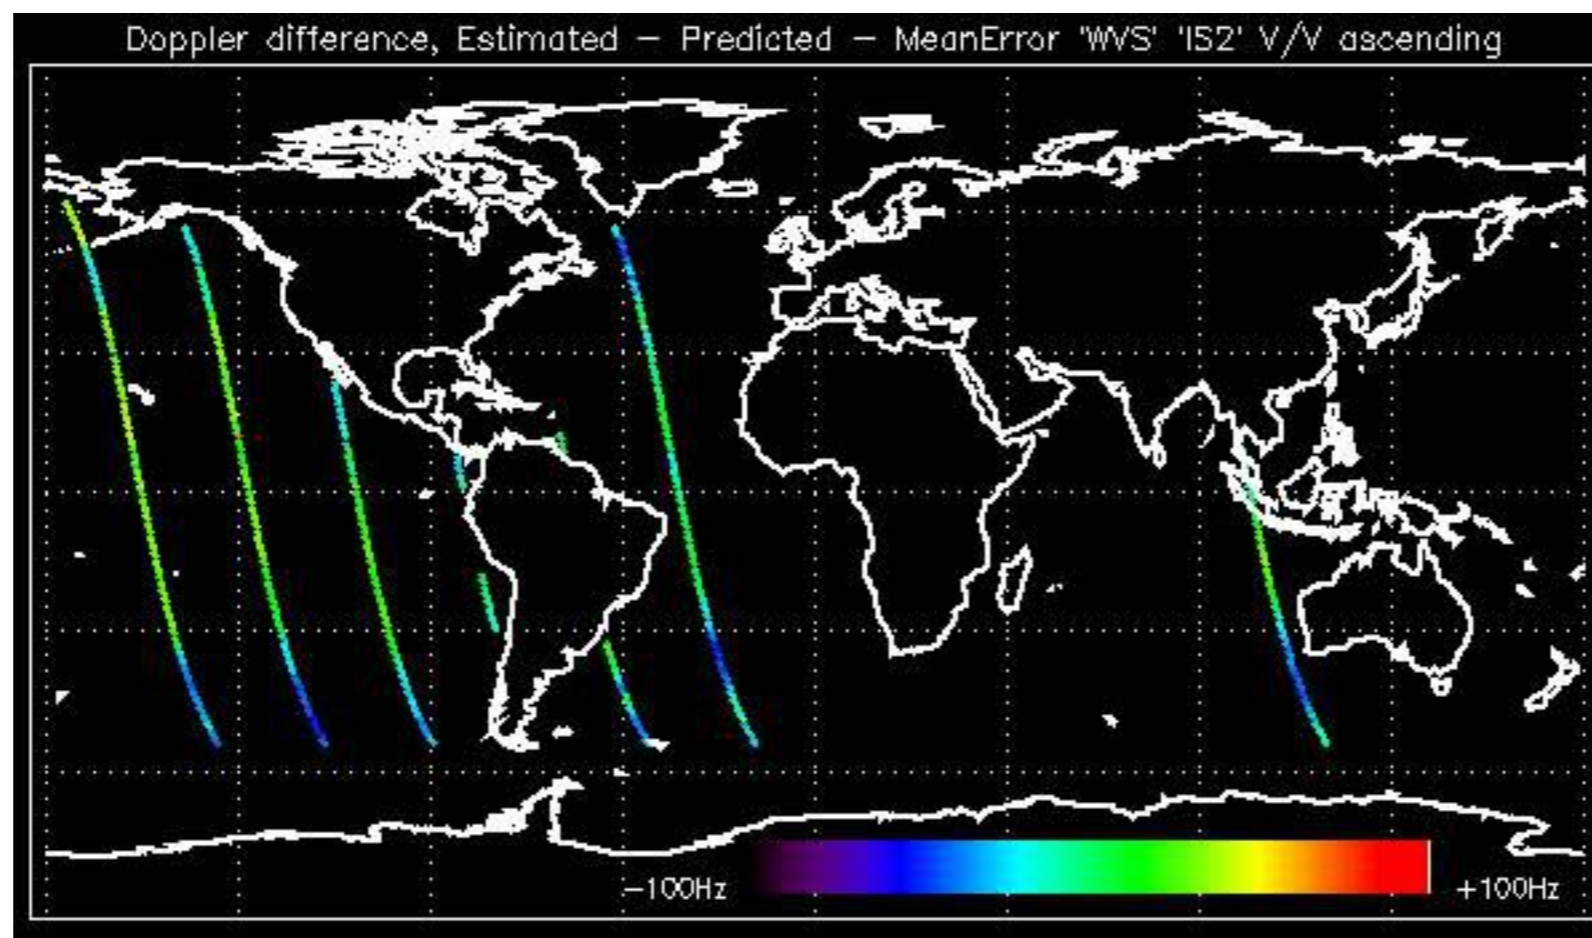 Doppler difference, Estimated – Predicted – MeanError 'WVS' 'IS2' V/V ascending
–100Hz +100Hz